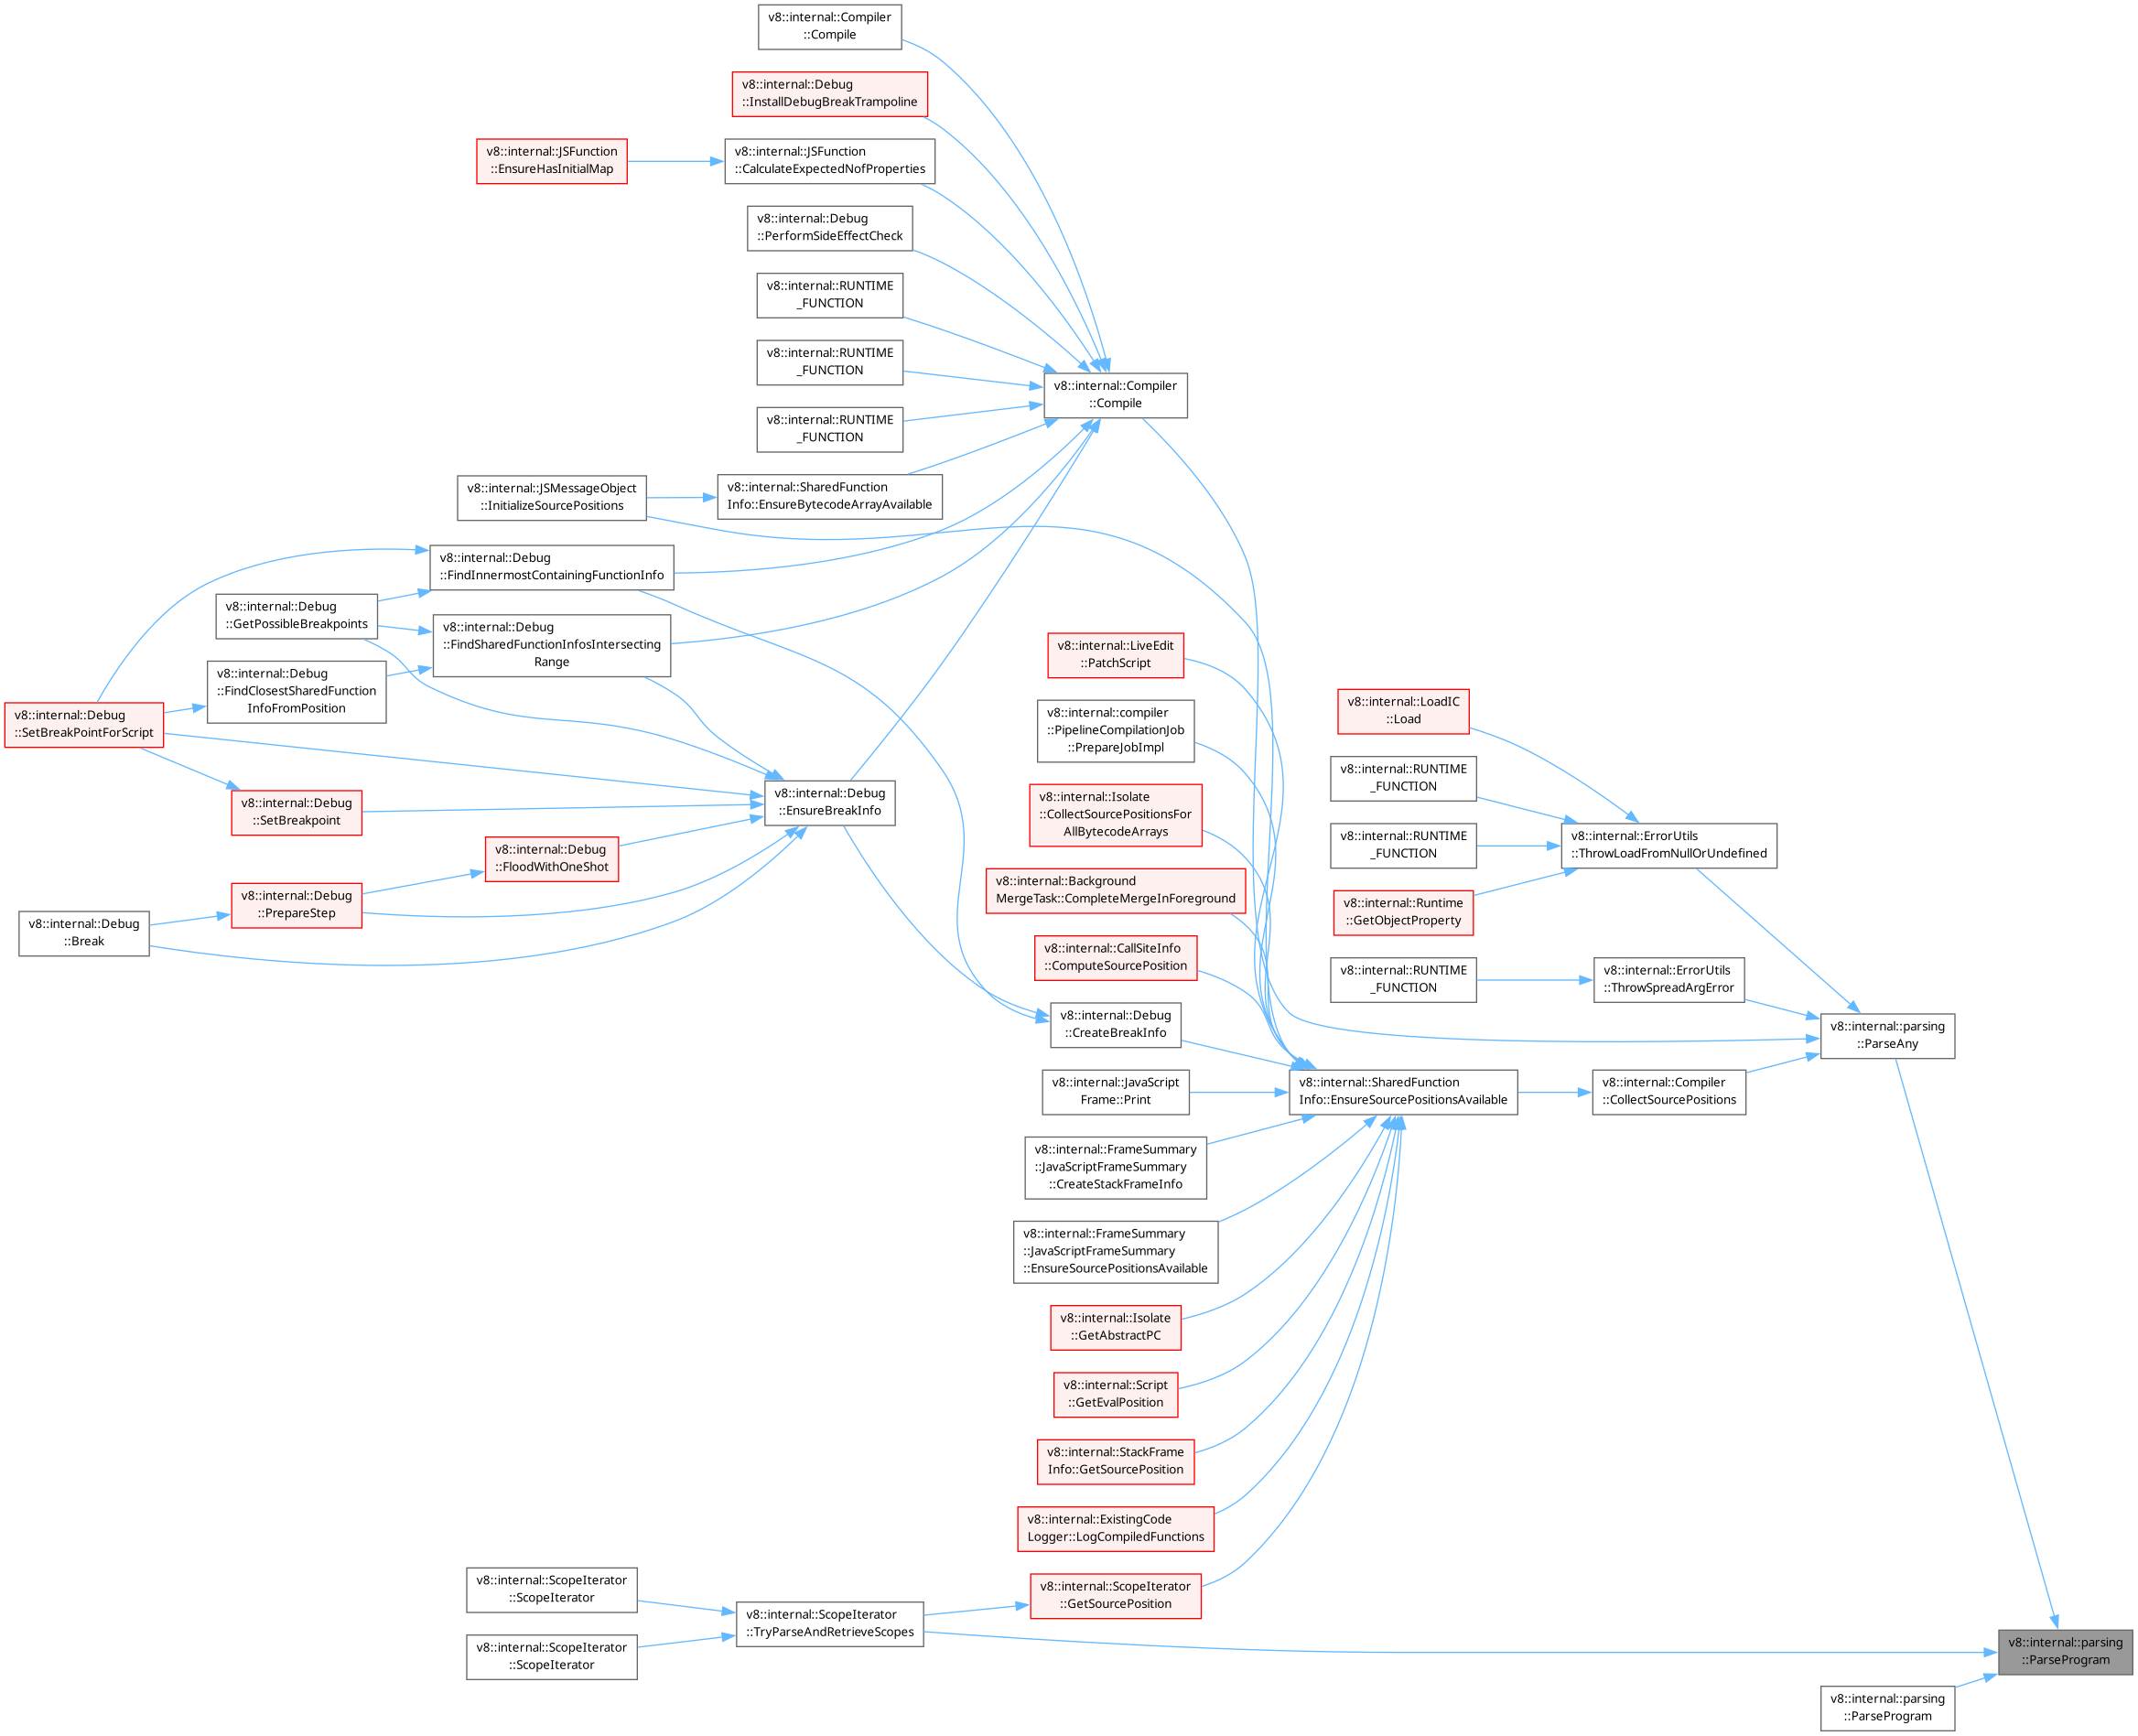 v8::internal::Compiler
::Compile
v8::internal::Debug
::InstallDebugBreakTrampoline
v8::internal::JSFunction
::EnsureHasInitialMap
v8::internal::JSFunction
::CalculateExpectedNofProperties
v8::internal::Debug
::PerformSideEffectCheck
v8::internal::RUNTIME
_FUNCTION
v8::internal::RUNTIME
_FUNCTION
v8::internal::Compiler
::Compile
v8::internal::RUNTIME
_FUNCTION
v8::internal::JSMessageObject
::InitializeSourcePositions
v8::internal::SharedFunction
Info::EnsureBytecodeArrayAvailable
v8::internal::Debug
::FindInnermostContainingFunctionInfo
v8::internal::Debug
::GetPossibleBreakpoints
v8::internal::Debug
::FindSharedFunctionInfosIntersecting
Range
v8::internal::LiveEdit
::PatchScript
v8::internal::Debug
::FindClosestSharedFunction
InfoFromPosition
v8::internal::Debug
::SetBreakPointForScript
v8::internal::compiler
::PipelineCompilationJob
::PrepareJobImpl
v8::internal::LoadIC
::Load
v8::internal::RUNTIME
_FUNCTION
v8::internal::Debug
::SetBreakpoint
v8::internal::Debug
::EnsureBreakInfo
v8::internal::Isolate
::CollectSourcePositionsFor
AllBytecodeArrays
v8::internal::RUNTIME
_FUNCTION
v8::internal::ErrorUtils
::ThrowLoadFromNullOrUndefined
v8::internal::Debug
::FloodWithOneShot
v8::internal::Background
MergeTask::CompleteMergeInForeground
v8::internal::Runtime
::GetObjectProperty
v8::internal::Debug
::PrepareStep
v8::internal::Debug
::Break
v8::internal::CallSiteInfo
::ComputeSourcePosition
v8::internal::RUNTIME
_FUNCTION
v8::internal::ErrorUtils
::ThrowSpreadArgError
v8::internal::Debug
::CreateBreakInfo
v8::internal::parsing
::ParseAny
v8::internal::JavaScript
Frame::Print
v8::internal::SharedFunction
Info::EnsureSourcePositionsAvailable
v8::internal::Compiler
::CollectSourcePositions
v8::internal::FrameSummary
::JavaScriptFrameSummary
::CreateStackFrameInfo
v8::internal::FrameSummary
::JavaScriptFrameSummary
::EnsureSourcePositionsAvailable
v8::internal::Isolate
::GetAbstractPC
v8::internal::Script
::GetEvalPosition
v8::internal::StackFrame
Info::GetSourcePosition
v8::internal::ExistingCode
Logger::LogCompiledFunctions
v8::internal::ScopeIterator
::ScopeIterator
v8::internal::ScopeIterator
::GetSourcePosition
v8::internal::ScopeIterator
::TryParseAndRetrieveScopes
v8::internal::ScopeIterator
::ScopeIterator
v8::internal::parsing
::ParseProgram
v8::internal::parsing
::ParseProgram